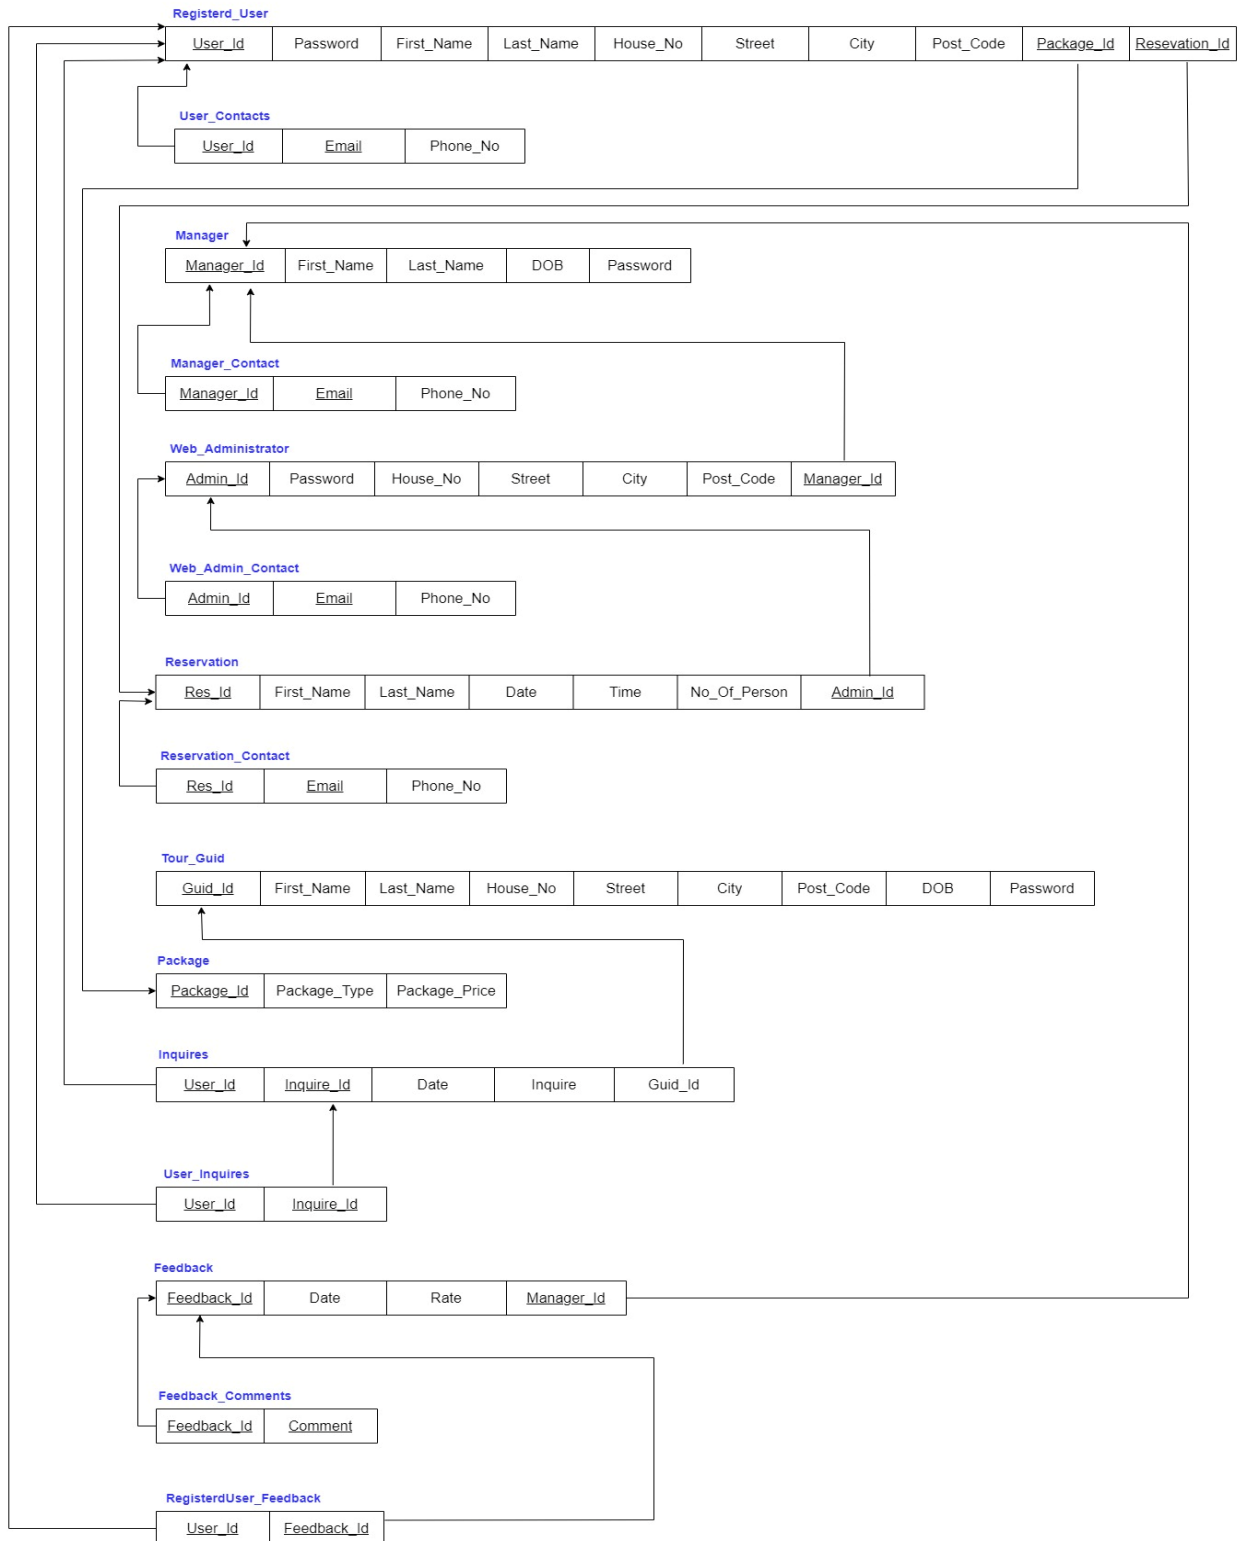 Registerd_User
User_Id Password First_Name Last_Name House_No Street City Post_Code Package_Id Resevation_Id
User_Contacts
User_Id Email Phone_No
Manager
Manager_Id First_Name Last_Name DOB Password
Manager_Contact
Manager_Id Email Phone_No
Web_Administrator
Admin_Id Password House_No Street City Post_Code Manager_Id
Web_Admin_Contact
Admin_Id Email Phone_No
Reservation
Res_Id First_Name Last_Name Date Time No_Of_Person Admin_Id
Reservation_Contact
Res_Id Email Phone_No
Tour_Guid
Guid_Id First_Name Last_Name House_No Street City Post_Code DOB Password
Package
Package_Id Package_Type Package_Price
Inquires
User_Id Inquire_Id Date Inquire Guid_Id
User_Inquires
User_Id Inquire_Id
Feedback
Feedback_Id Date Rate Manager_Id
Feedback_Comments
Feedback_Id Comment
RegisterdUser_Feedback
User_Id Feedback_Id